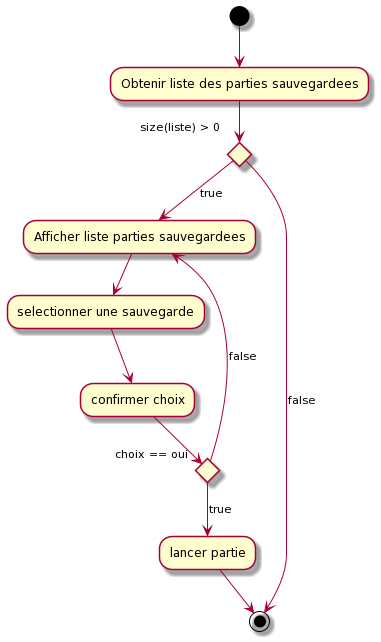 Obtenir liste des parties sauvegardees
size(liste) > 0
true
Afficher liste parties sauvegardees
selectionner une sauvegarde
false
false
confirmer choix
choix == oui
true
lancer partie